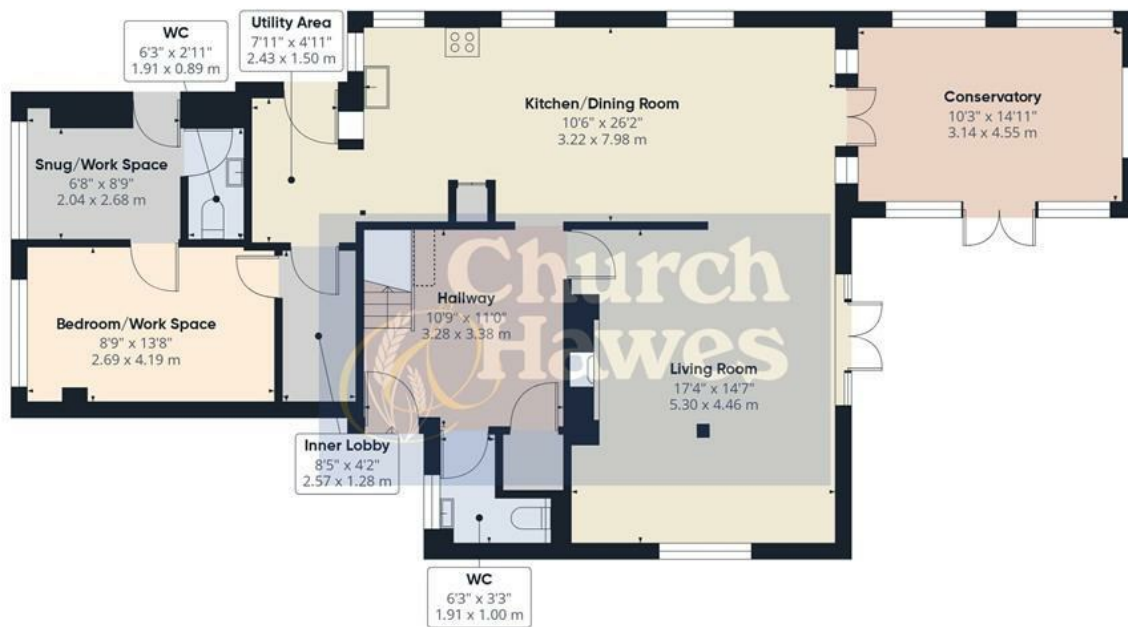 WC
6'3" x 2'11"
1.91 x 0.89 m
Utility Area
7'11" x 4'11"
2.43 x 1.50 m
Kitchen/Dining Room
10'6" x 26'2"
3.22 x 7.98 m
Conservatory
10'3" x 14'11"
3.14 x 4.55 m
Snug/Work Space
6'8" x 8'9"
2.04 x 2.68 m
Church
Hawes
Hallway
10'9" x 11'0"
3.28 x 3.38 m
Bedroom/Work Space
8'9" x 13'8"
2.69 x 4.19 m
Living Room
17'4" x 14'7"
5.30 x 4.46 m
Inner Lobby
8'5" x 4'2"
2.57 x 1.28 m
WC
6'3" x 3'3"
1.91 x 1.00 m